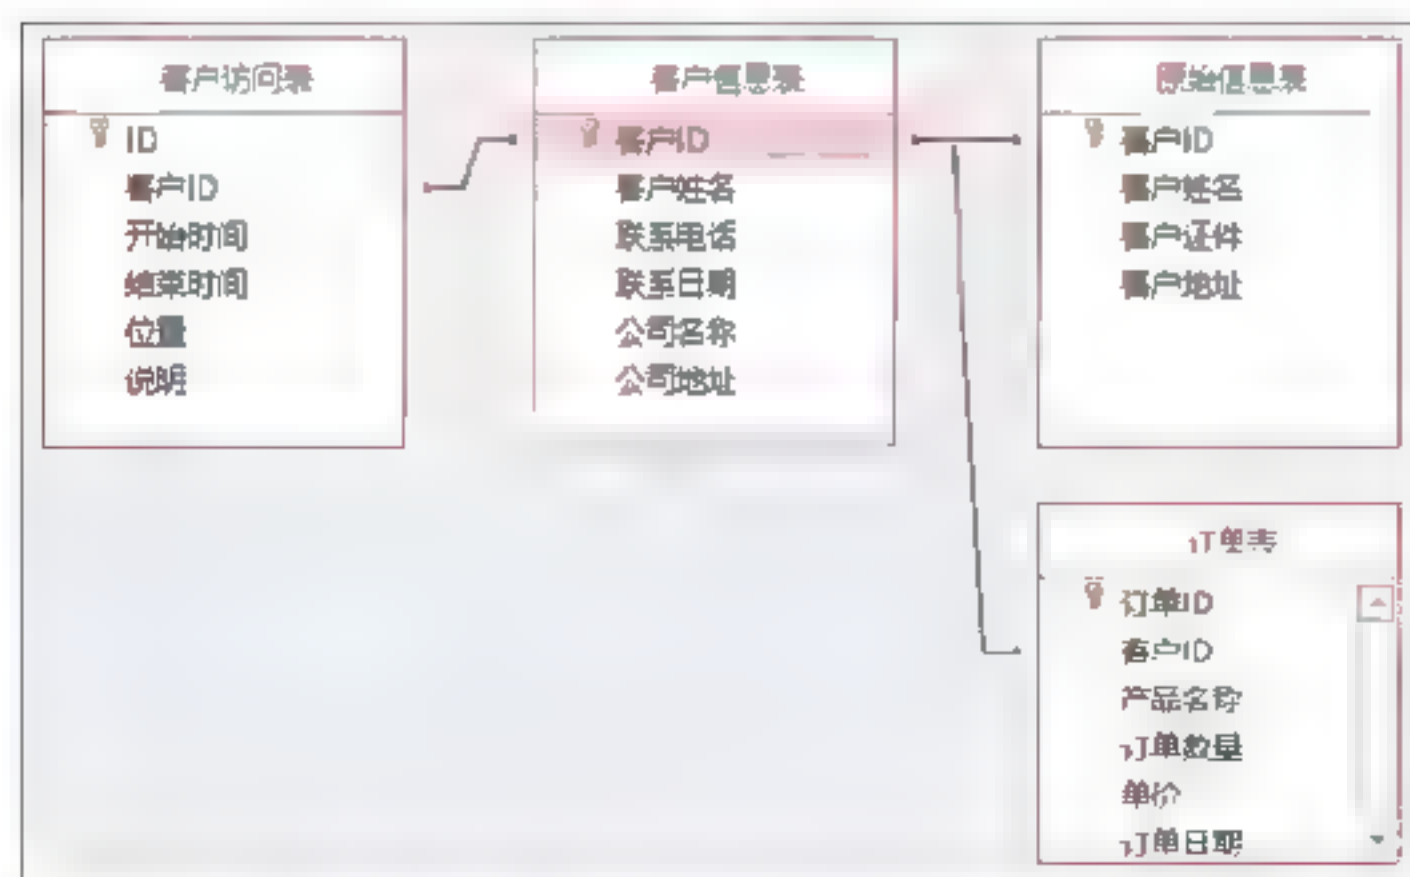 客户访问表
ID
客户ID
开始时间
结束时间
位置
说明
客户信息表
客户ID
客户姓名
联系电话
联系日期
公司名称
公司地址
原始信息表
客户ID
客户姓名
客户证件
客户地址
订单表
订单ID
客户ID
产品名称
订单数量
单价
订单日期